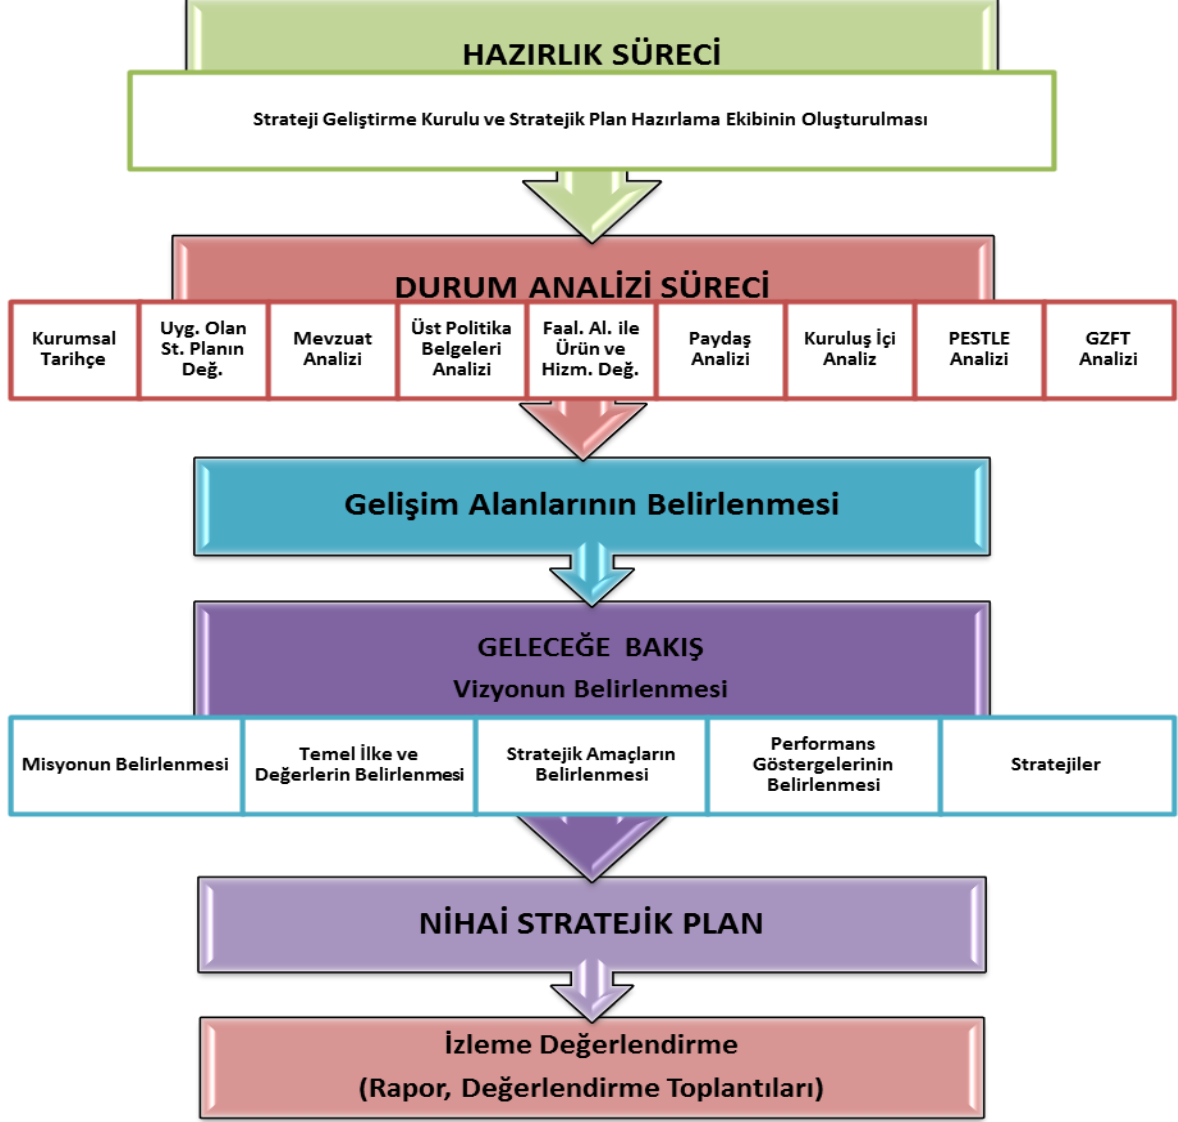 HAZIRLIK SÜRECİ
Strateji Geliştirme Kurulu ve Stratejik Plan Hazırlama Ekibinin Oluşturulması
DURUM ANALİZİ SÜRECİ
Kurumsal
Tarihçe
Uyg. Olan
St. Planın
Değ.
Mevzuat
Analizi
Üst Politika
Belgeleri
Analizi
Faal. Al. ile
Ürün ve
Hizm. Değ.
Paydaş
Analizi
Kuruluş İçi
Analiz
PESTLE
Analizi
GZFT
Analizi
Gelişim Alanlarının Belirlenmesi
GELECEĞE BAKIŞ
Vizyonun Belirlenmesi
Misyonun Belirlenmesi
Temel İlke ve
Değerlerin Belirlenmesi
Stratejik Amaçların
Belirlenmesi
Performans
Göstergelerinin
Belirlenmesi
Stratejiler
NİHAİ STRATEJİK PLAN
İzleme Değerlendirme
(Rapor, Değerlendirme Toplantıları)